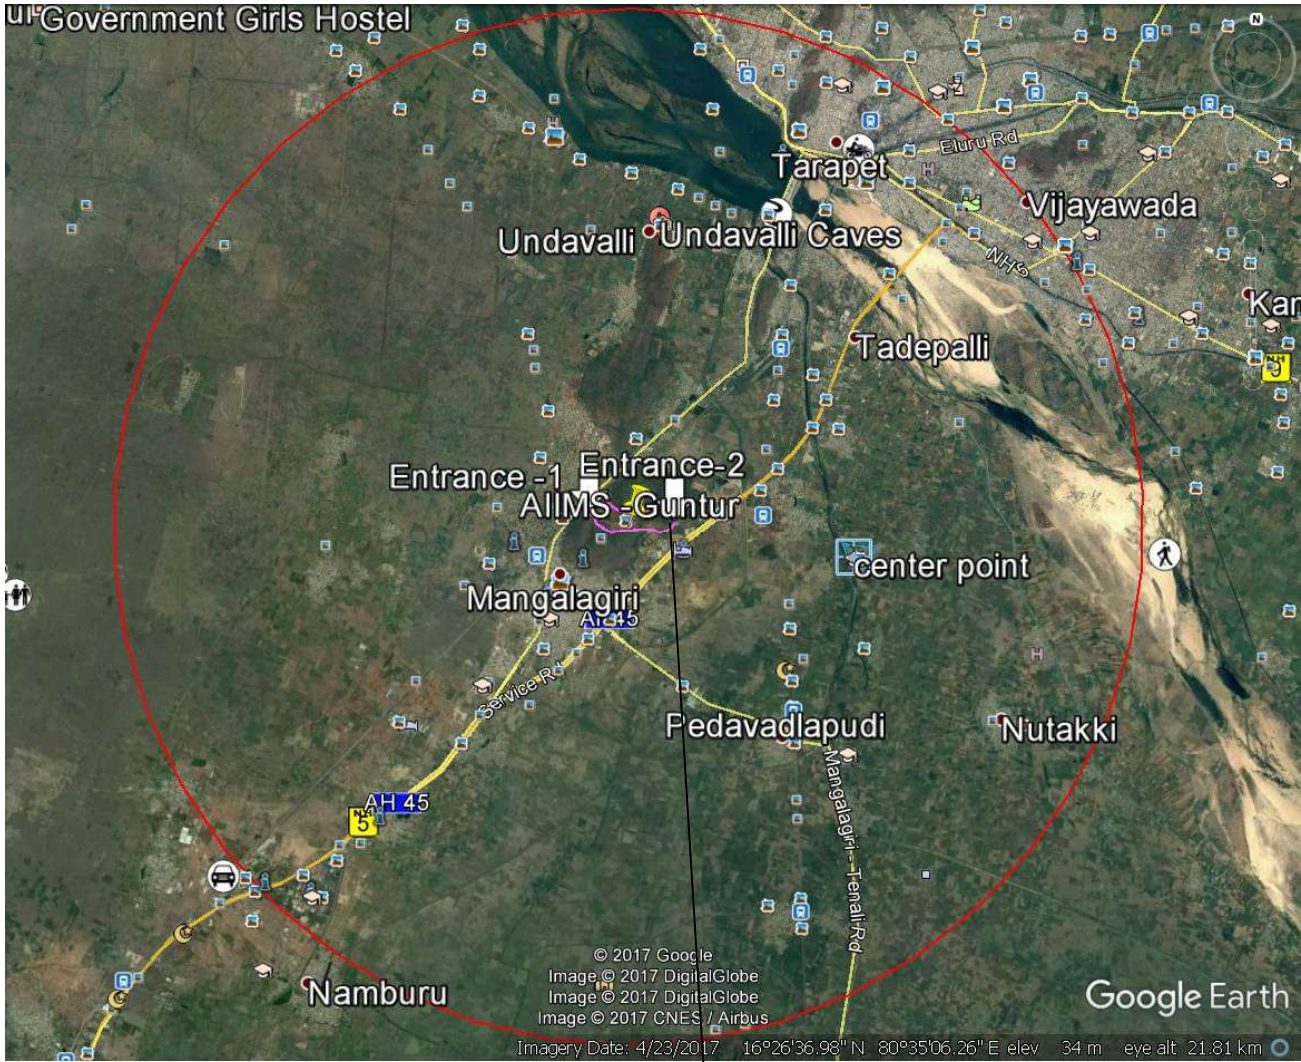 Government Girls Hostel
N
Eluru Rd
Tarapet
Vijayawada
Undavalli
Undavalli Caves
NH5
Kan
Tadepalli
NH
9
Entrance -1
Entrance-2
AIIMS -Guntur
center point
Mangalagiri
AH 45
Service Rd
Pedavadlapudi
Nutakki
Mangalagiri - Tenali Rd
AH 45
NH
5
Namburu
© 2017 Google
Image © 2017 DigitalGlobe
Image © 2017 DigitalGlobe
Image © 2017 CNES / Airbus
Google Earth
Imagery Date: 4/23/2017 16°26'36.98" N 80°35'06.26" E elev 34 m eye alt 21.81 km